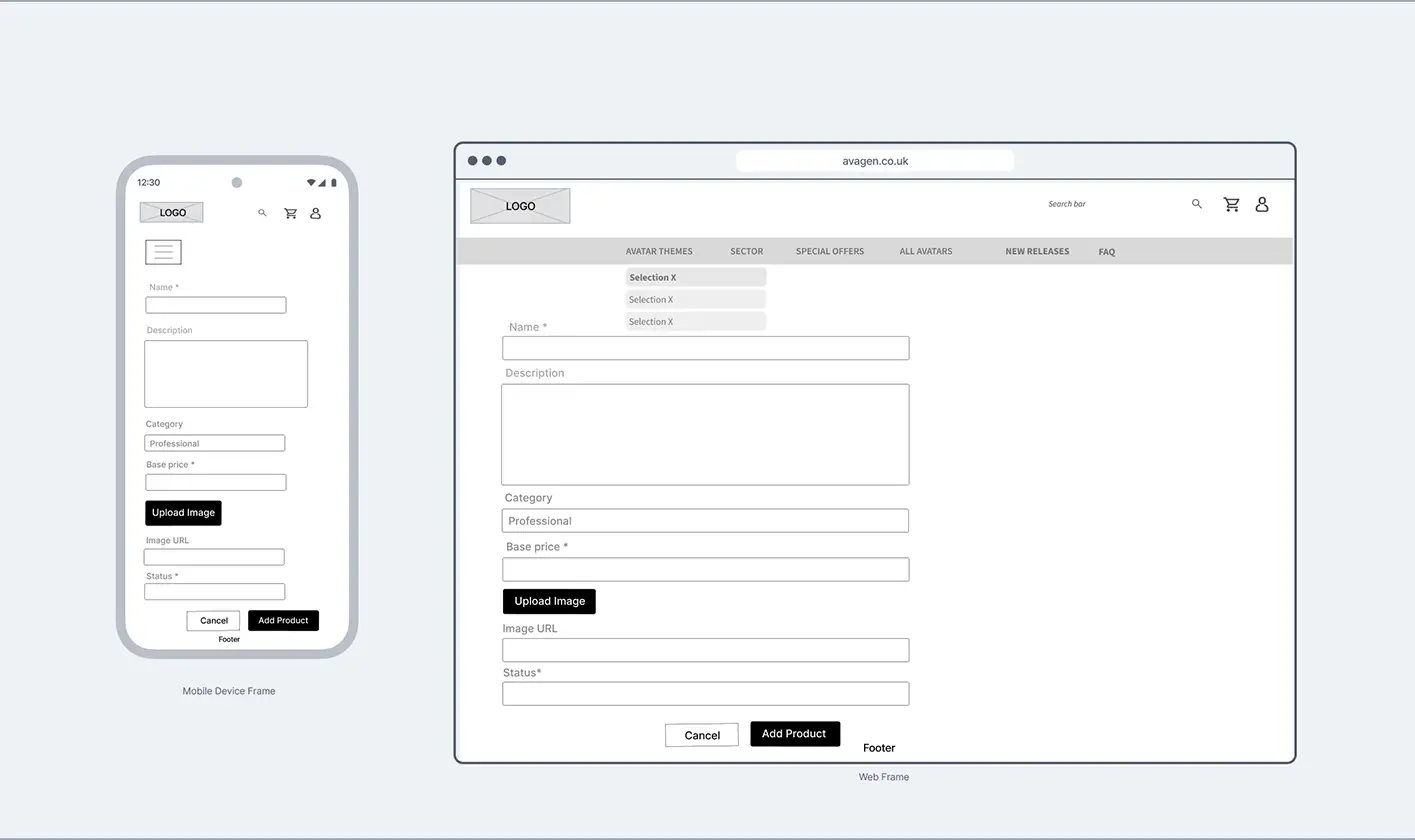 12:30
LOGO
Name *
Description
Category
Professional
Base price *
Upload Image
Image URL
Status *
Cancel Add Product
Footer
Mobile Device Frame
avagen.co.uk
LOGO
Search bar
AVATAR THEMES SECTOR SPECIAL OFFERS ALL AVATARS NEW RELEASES FAQ
Selection X
Selection X
Selection X
Name *
Description
Category
Professional
Base price *
Upload Image
Image URL
Status*
Cancel Add Product
Footer
Web Frame